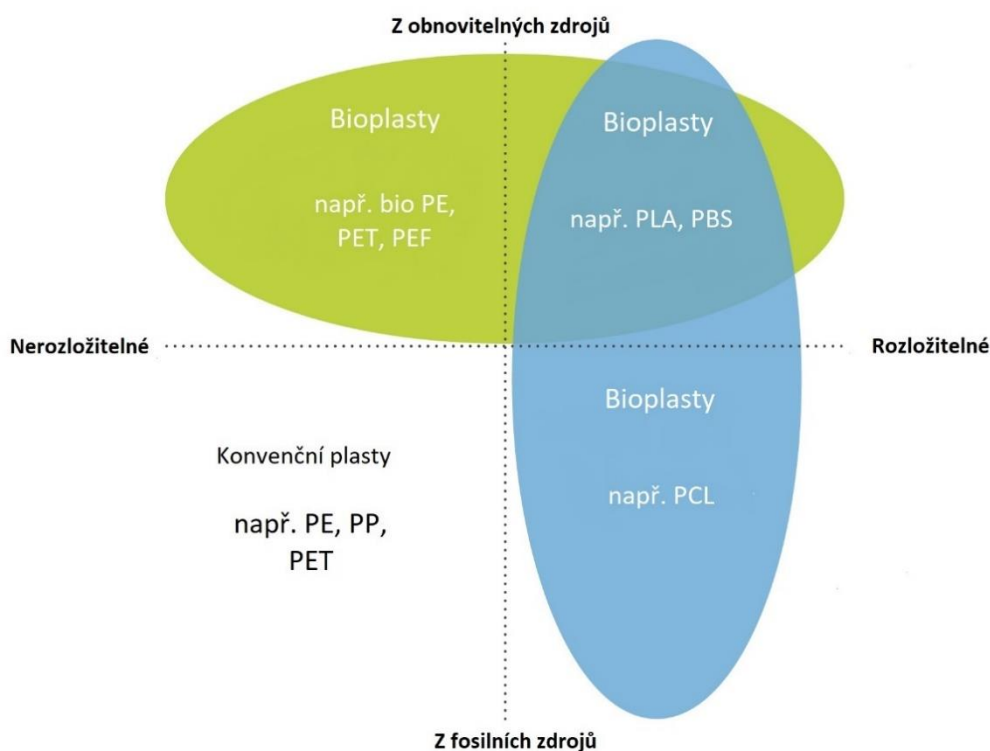 Z obnovitelných zdrojů
Bioplasty
např. bio PE,
PET, PEF
Bioplasty
např. PLA, PBS
Nerozložitelné
Rozložitelné
Konvenční plasty
např. PE, PP,
PET
Bioplasty
např. PCL
Z fosilních zdrojů